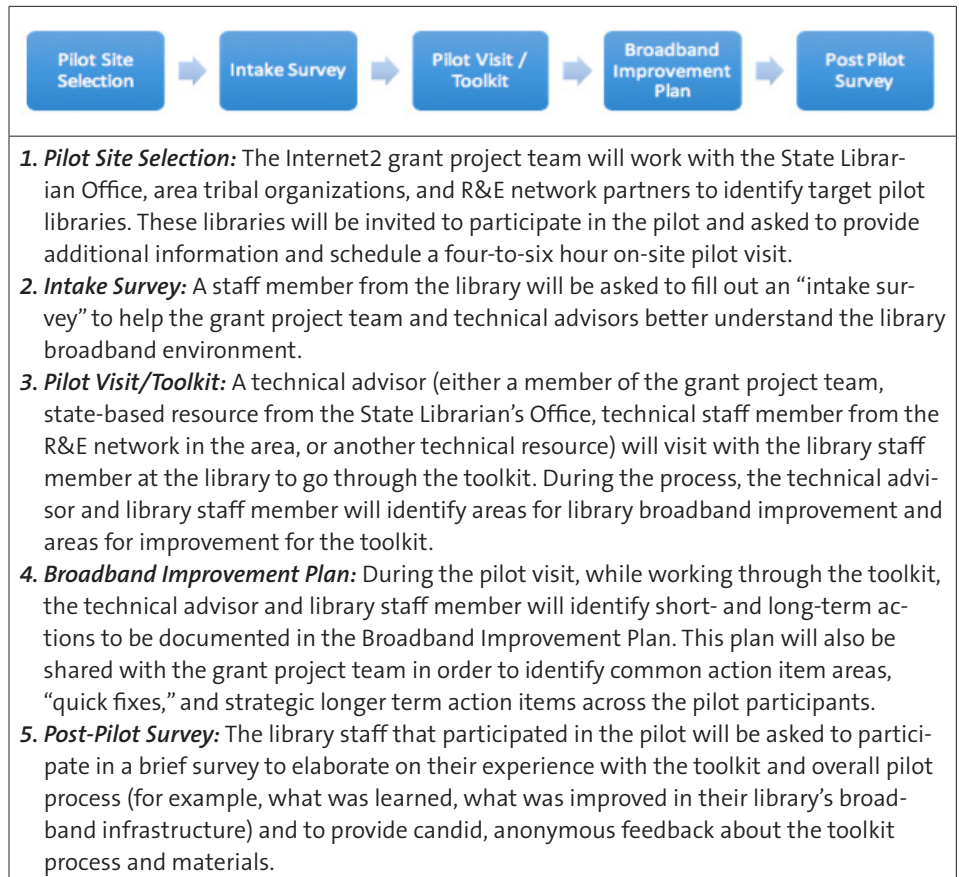 Pilot Site
Selection
Intake Survey
Pilot Visit /
Toolkit
Broadband
Improvement
Plan
Post Pilot
Survey
1. Pilot Site Selection: The Internet2 grant project team will work with the State Librar-
ian Office, area tribal organizations, and R&E network partners to identify target pilot
libraries. These libraries will be invited to participate in the pilot and asked to provide
additional information and schedule a four-to-six hour on-site pilot visit.
2. Intake Survey: A staff member from the library will be asked to fill out an “intake sur-
vey” to help the grant project team and technical advisors better understand the library
broadband environment.
3. Pilot Visit/Toolkit: A technical advisor (either a member of the grant project team,
state-based resource from the State Librarian’s Office, technical staff member from the
R&E network in the area, or another technical resource) will visit with the library staff
member at the library to go through the toolkit. During the process, the technical advi-
sor and library staff member will identify areas for library broadband improvement and
areas for improvement for the toolkit.
4. Broadband Improvement Plan: During the pilot visit, while working through the toolkit,
the technical advisor and library staff member will identify short- and long-term ac-
tions to be documented in the Broadband Improvement Plan. This plan will also be
shared with the grant project team in order to identify common action item areas,
“quick fixes,” and strategic longer term action items across the pilot participants.
5. Post-Pilot Survey: The library staff that participated in the pilot will be asked to partici-
pate in a brief survey to elaborate on their experience with the toolkit and overall pilot
process (for example, what was learned, what was improved in their library’s broad-
band infrastructure) and to provide candid, anonymous feedback about the toolkit
process and materials.